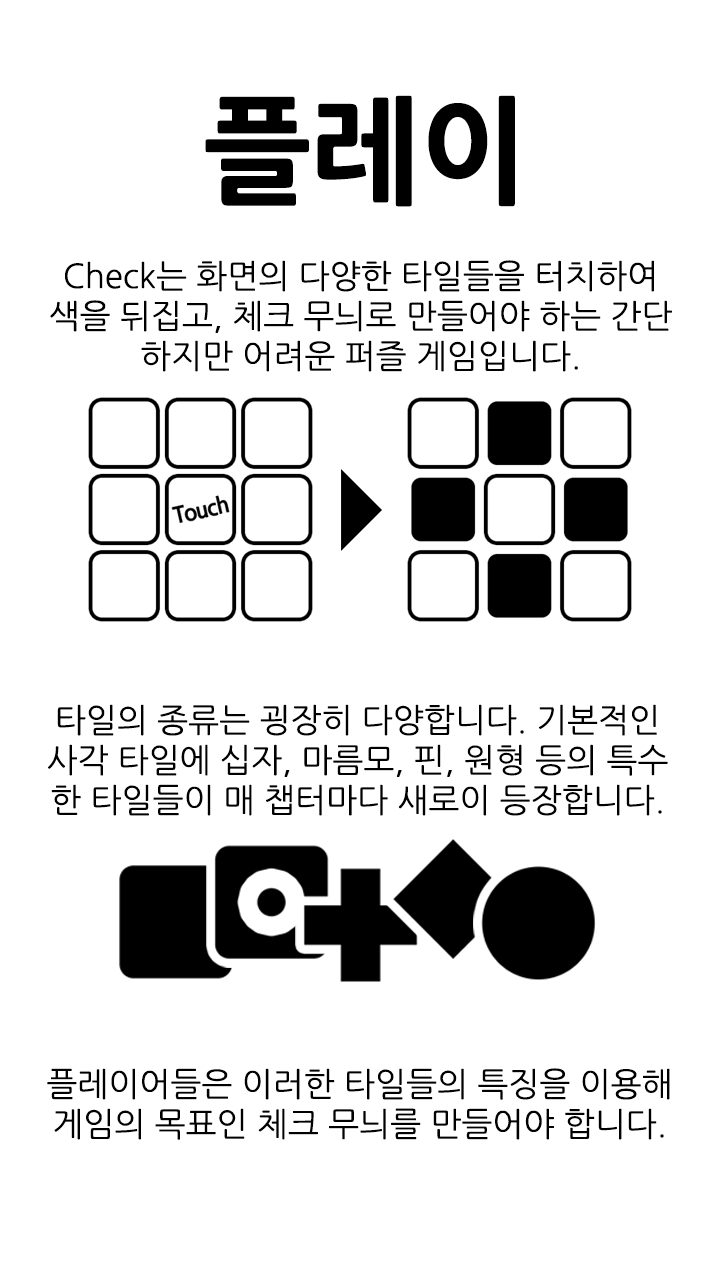 플레이
Check는 화면의 다양한 타일들을 터치하여
색을 뒤집고, 체크 무늬로 만들어야 하는 간단
하지만 어려운 퍼즐 게임입니다.
Touch
타일의 종류는 굉장히 다양합니다. 기본적인
사각 타일에 십자, 마름모, 핀, 원형 등의 특수
한 타일들이 매 챕터마다 새로이 등장합니다.
플레이어들은 이러한 타일들의 특징을 이용해
게임의 목표인 체크 무늬를 만들어야 합니다.